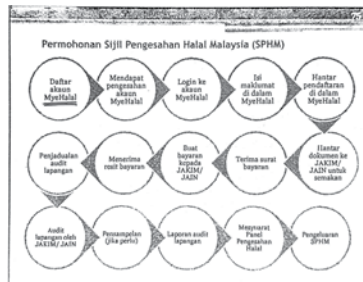 Permohonan Sijil Pengesahan Halal Malaysia (SPHM)
Daftar
akaun
MyeHalal
Mendapat
pengesahan
akaun
MyeHalal
Login ke
akaun
MyeHalal
Isi
maklumat di
dalam
MyeHalal
Hantar
pendaftaran
di dalam
MyeHalal
Hantar
dokumen ke
JAKIM/
JAIN untuk
semakan
Terima surat
bayaran
Buat
bayaran
kepada
JAKIM/
JAIN
Menerima
resit bayaran
Penjadualan
audit
lapangan
Audit
lapangan oleh
JAKIM/JAIN
Pensampelan
(jika perlu)
Laporan audit
lapangan
Mesyuarat
Panel
Pengesahan
Halal
Pengeluaran
SPHM